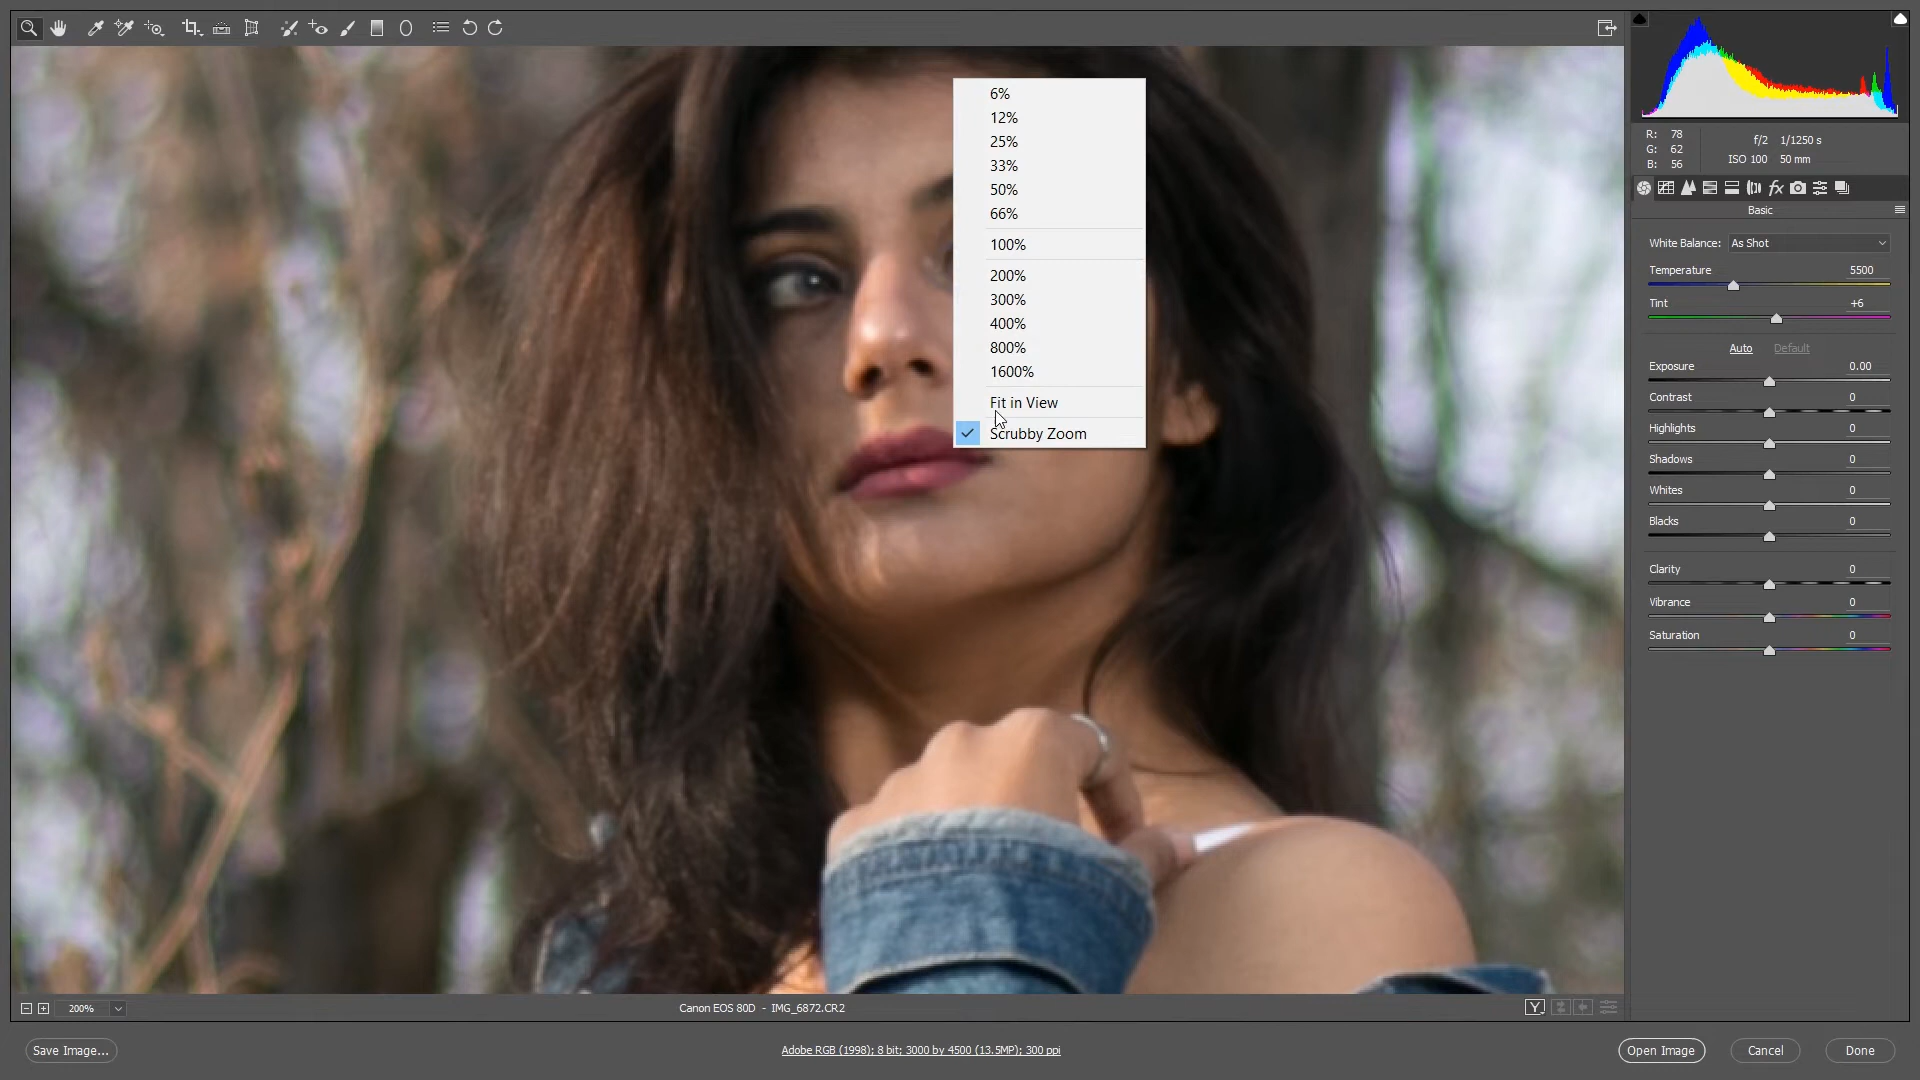 6%
12%
25%
33%
50%
66%
100%
200%
300%
400%
800%
1600%
Fit in View
Scrubby Zoom
R: 78
G: 62
B: 56
f/2 1/1250 s
ISO 100 50 mm
fx
Basic
White Balance: As Shot
Temperature 5500
Tint +6
Auto Default
Exposure 0.00
Contrast 0
Highlights 0
Shadows 0
Whites 0
Blacks 0
Clarity 0
Vibrance 0
Saturation 0
200%
Canon EOS 80D - IMG_6872.CR2
Y
Save Image...
Adobe RGB (1998); 8 bit; 3000 by 4500 (13.5MP); 300 ppi
Open Image Cancel Done